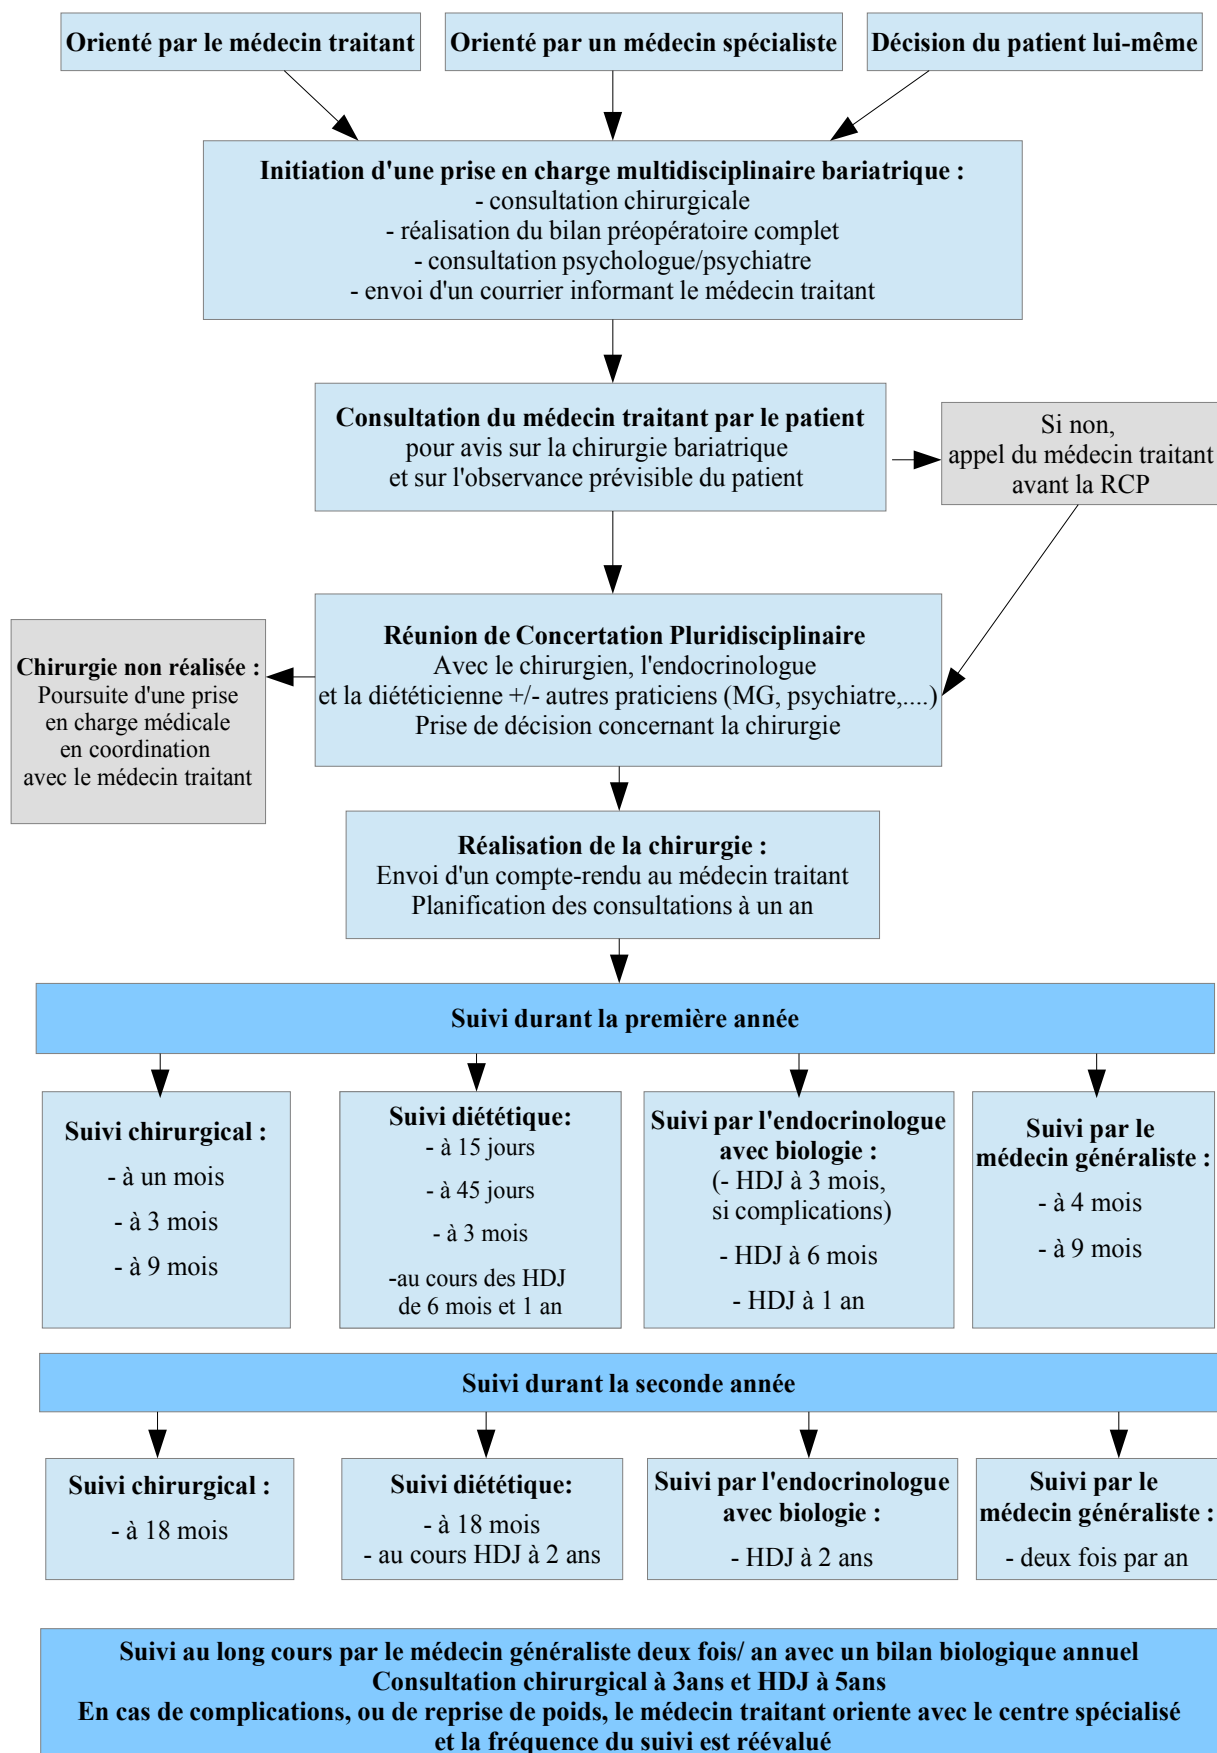 Orienté par le médecin traitant
Orienté par un médecin spécialiste
Décision du patient lui-même
Initiation d'une prise en charge multidisciplinaire bariatrique :
- consultation chirurgicale
- réalisation du bilan préopératoire complet
- consultation psychologue/psychiatre
- envoi d'un courrier informant le médecin traitant
Consultation du médecin traitant par le patient
pour avis sur la chirurgie bariatrique
et sur l'observance prévisible du patient
Si non,
appel du médecin traitant
avant la RCP
Réunion de Concertation Pluridisciplinaire
Avec le chirurgien, l'endocrinologue
et la diététicienne +/- autres praticiens (MG, psychiatre,....)
Prise de décision concernant la chirurgie
Chirurgie non réalisée :
Poursuite d'une prise
en charge médicale
en coordination
avec le médecin traitant
Réalisation de la chirurgie :
Envoi d'un compte-rendu au médecin traitant
Planification des consultations à un an
Suivi durant la première année
Suivi chirurgical :
- à un mois
- à 3 mois
- à 9 mois
Suivi diététique:
- à 15 jours
- à 45 jours
- à 3 mois
-au cours des HDJ
de 6 mois et 1 an
Suivi par l'endocrinologue
avec biologie :
(- HDJ à 3 mois,
si complications)
- HDJ à 6 mois
- HDJ à 1 an
Suivi par le
médecin généraliste :
- à 4 mois
- à 9 mois
Suivi durant la seconde année
Suivi chirurgical :
- à 18 mois
Suivi diététique:
- à 18 mois
- au cours HDJ à 2 ans
Suivi par l'endocrinologue
avec biologie :
- HDJ à 2 ans
Suivi par le
médecin généraliste :
- deux fois par an
Suivi au long cours par le médecin généraliste deux fois/ an avec un bilan biologique annuel
Consultation chirurgical à 3ans et HDJ à 5ans
En cas de complications, ou de reprise de poids, le médecin traitant oriente avec le centre spécialisé
et la fréquence du suivi est réévalué